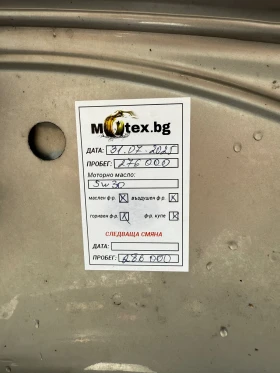 Motex.bg
ДАТА: 31.07.2025
ПРОБЕГ: 276000
Моторно масло:
5w30
маслен ф-р. X въздушен ф-р. X
горивен ф-р. X ф-р. купе X
СЛЕДВАЩА СМЯНА
ДАТА:
ПРОБЕГ: 286000